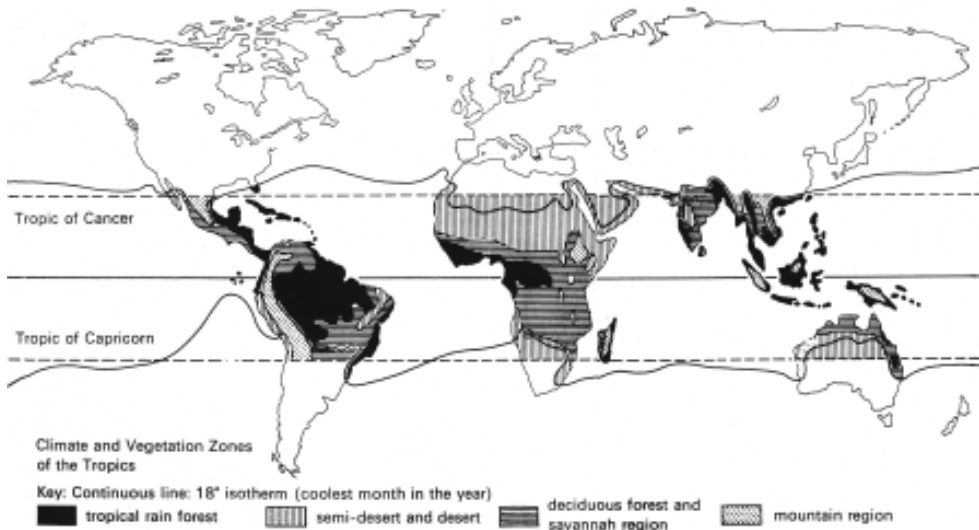 Tropic of Cancer
Tropic of Capricorn
Climate and Vegetation Zones
of the Tropics
Key: Continuous line: 18° isotherm (coolest month in the year)
tropical rain forest
semi-desert and desert
deciduous forest and
savannah region
mountain region